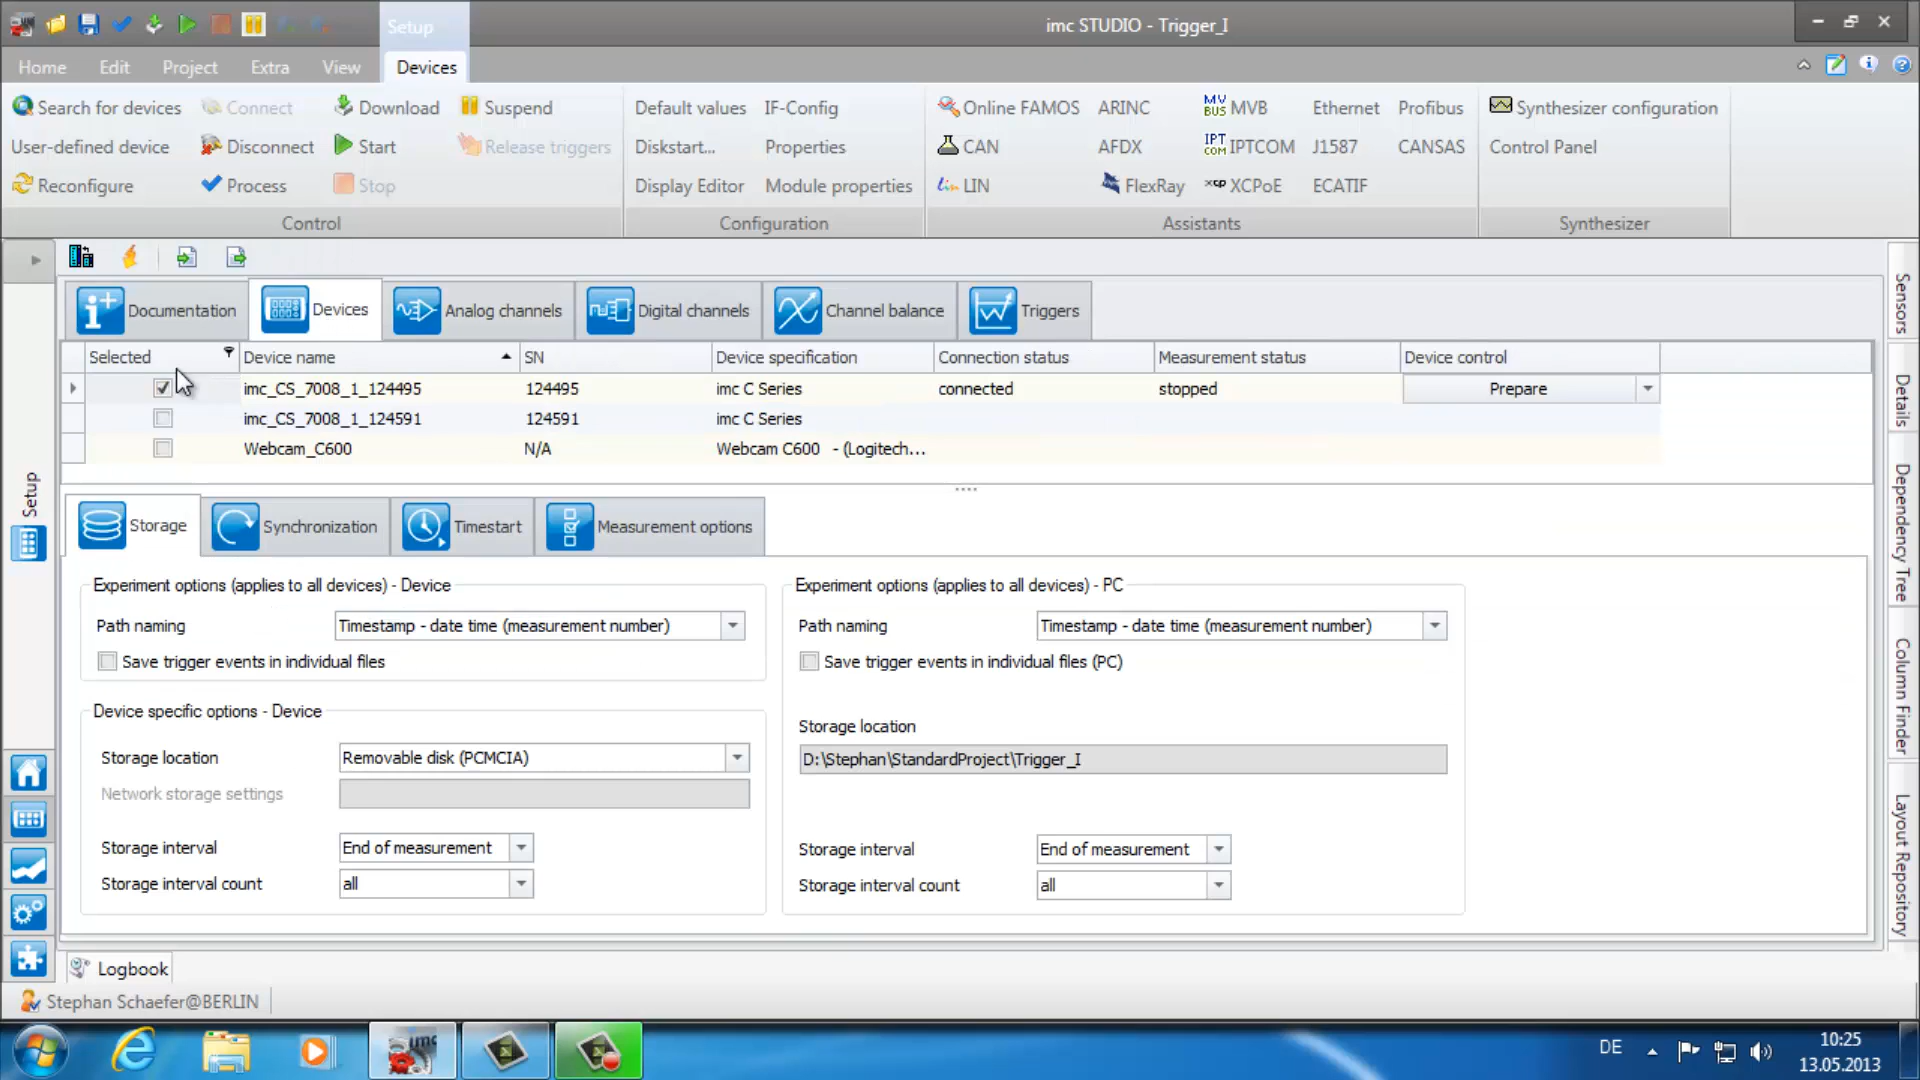 Setup
imc STUDIO - Trigger_I
Home Edit Project Extra View Devices
Search for devices Connect Download Suspend Default values IF-Config Online FAMOS ARINC MVB Ethernet Profibus Synthesizer configuration
User-defined device Disconnect Start Release triggers Diskstart... Properties CAN AFDX IPTCOM J1587 CANSAS Control Panel
Reconfigure Process Stop Display Editor Module properties LIN FlexRay XCPoE ECATIF
Control Configuration Assistants Synthesizer
Documentation Devices Analog channels Digital channels Channel balance Triggers
Selected Device name SN Device specification Connection status Measurement status Device control
imc_CS_7008_1_124495 124495 imc C Series connected stopped Prepare
imc_CS_7008_1_124591 124591 imc C Series
Webcam_C600 N/A Webcam C600 - (Logitech...
Storage Synchronization Timestart Measurement options
Experiment options (applies to all devices) - Device
Path naming Timestamp - date time (measurement number)
Save trigger events in individual files
Device specific options - Device
Storage location Removable disk (PCMCIA)
Network storage settings
Storage interval End of measurement
Storage interval count all
Experiment options (applies to all devices) - PC
Path naming Timestamp - date time (measurement number)
Save trigger events in individual files (PC)
Storage location
D:\Stephan\StandardProject\Trigger_I
Storage interval End of measurement
Storage interval count all
Setup
Sensors
Details
Dependency Tree
Column Finder
Layout Repository
Logbook
Stephan Schaefer@BERLIN
imc
DE
10:25
13.05.2013